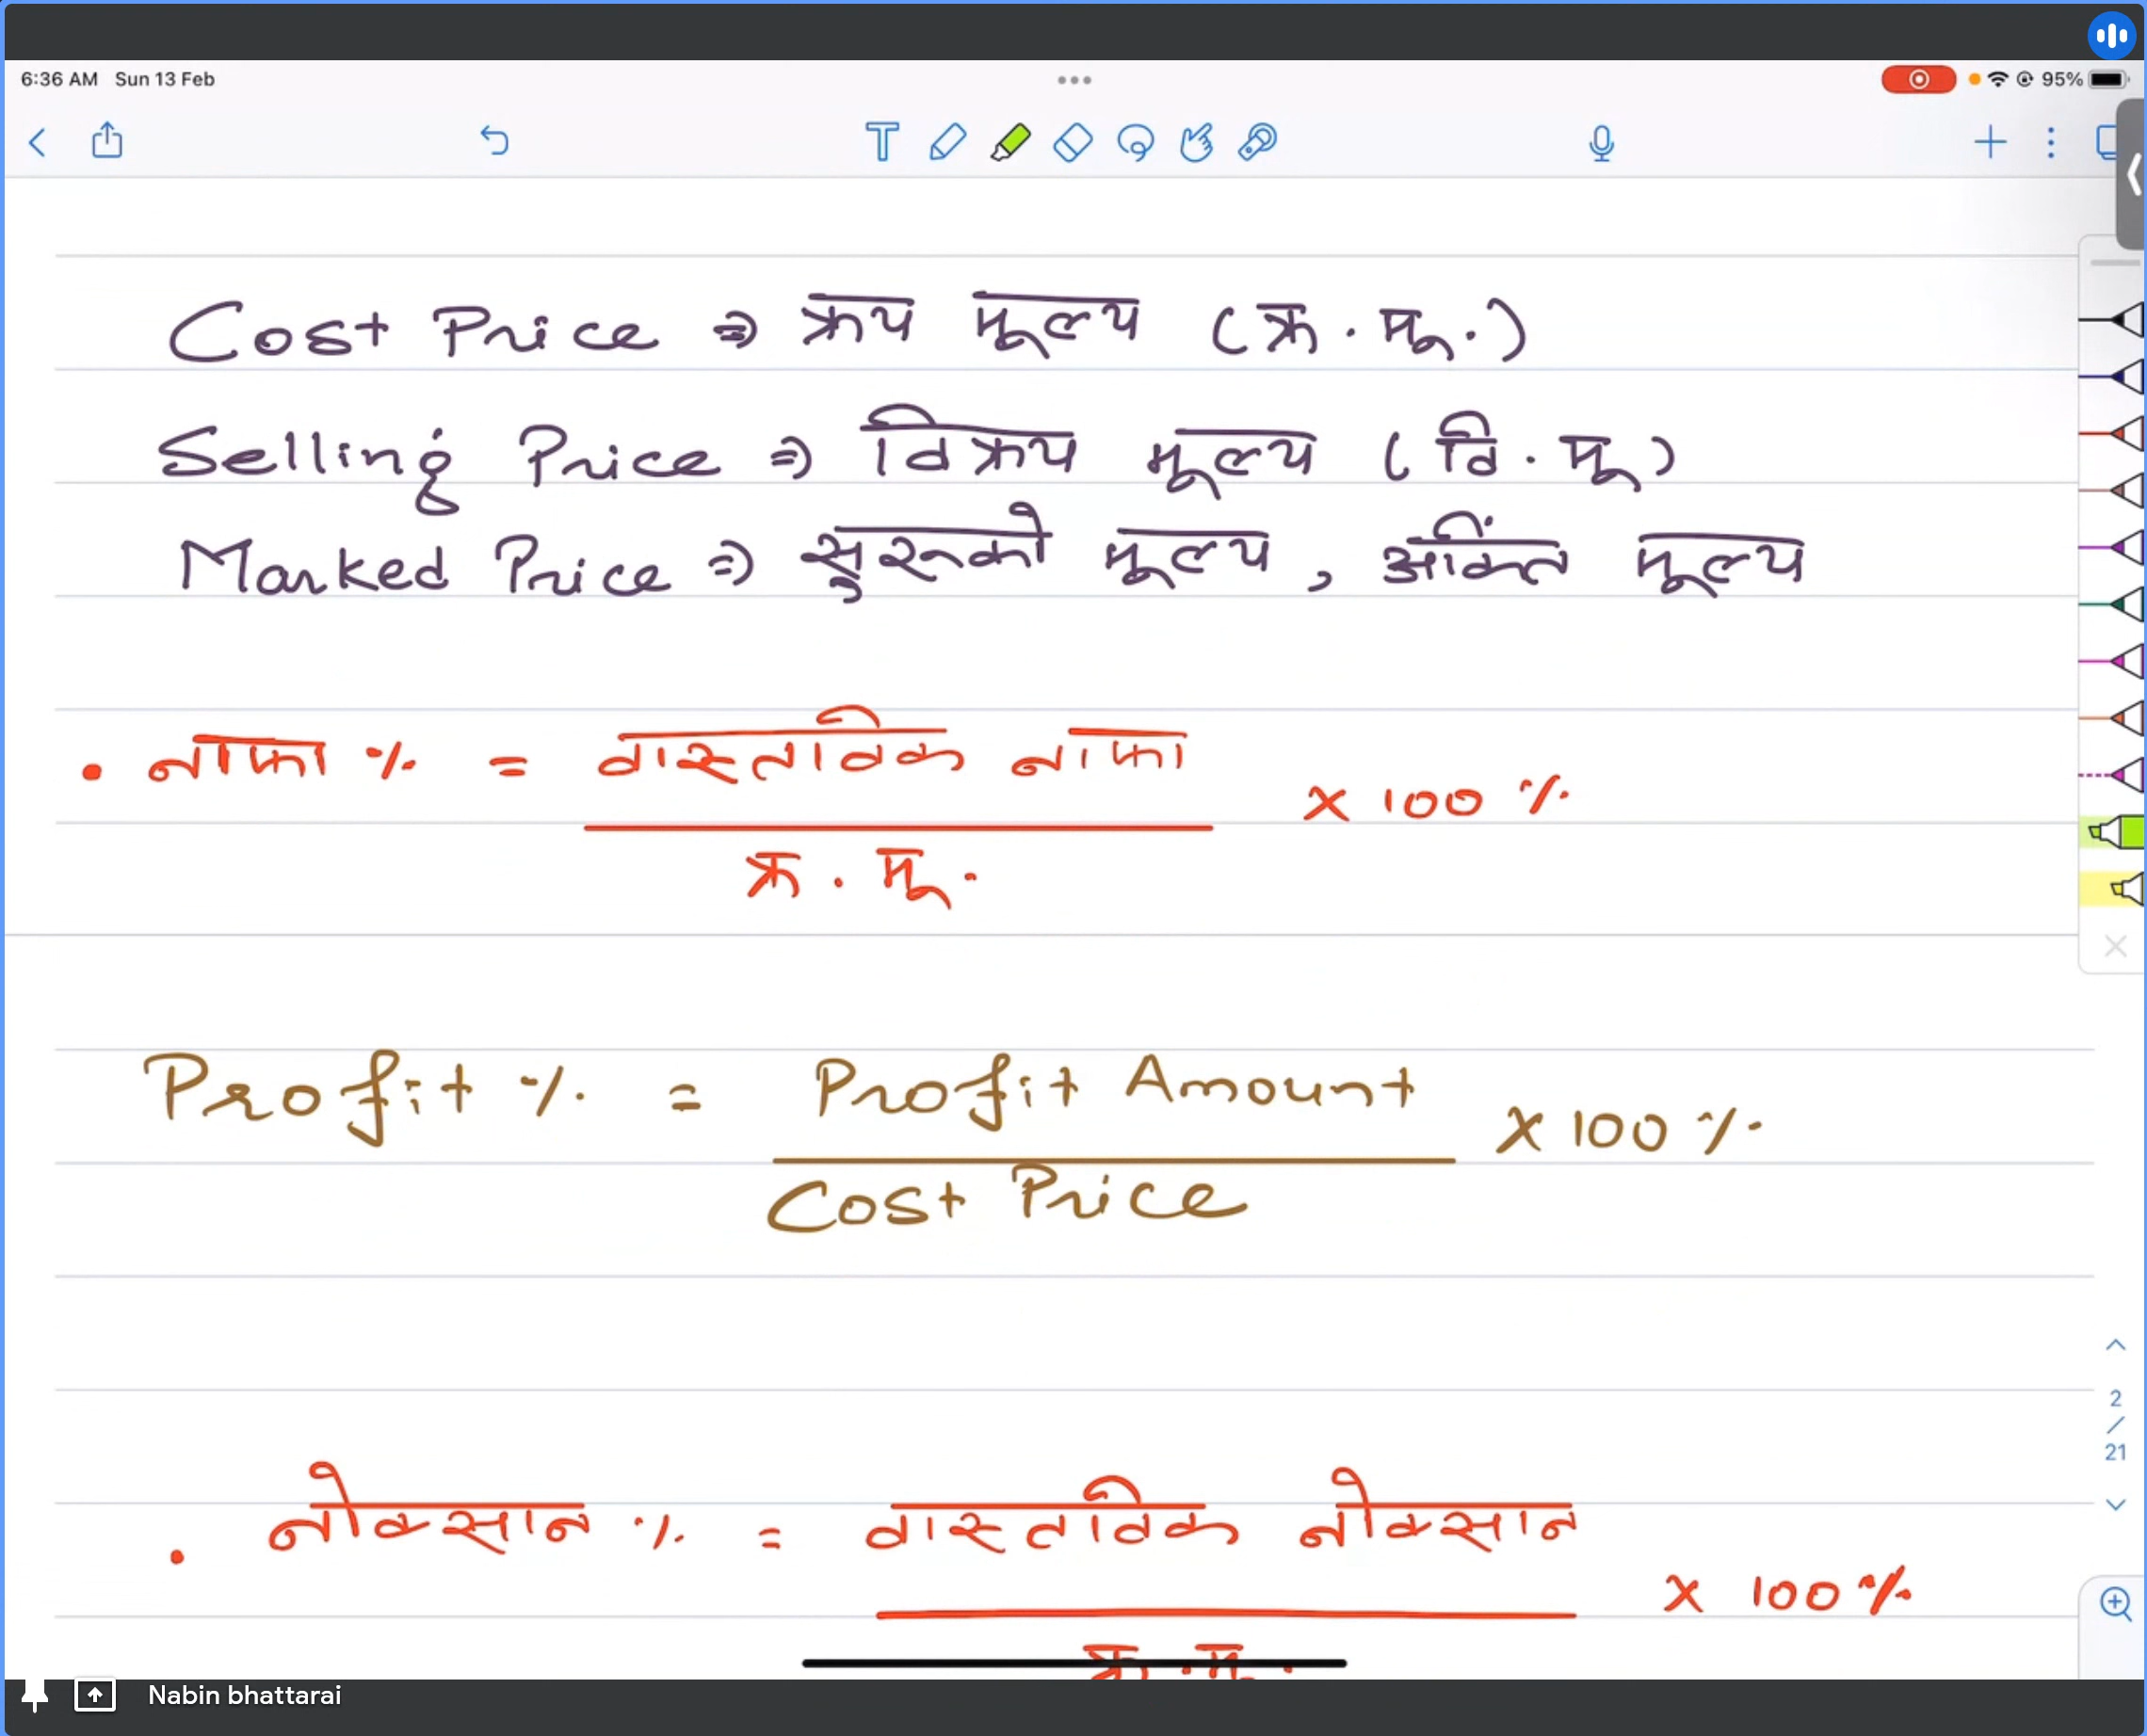 6:36 AM Sun 13 Feb
95%
T
Cost Price ⇒ क्रय मूल्य (क्र. मू.)
Selling Price ⇒ विक्रय मूल्य (वि. मू)
Marked Price ⇒ सुरुको मूल्य, अंकित मूल्य
. नाफा % = वास्तविक नाफा
x 100 %
क्र. मू.
Profit % = Profit Amount
x 100 %
Cost Price
2
/
21
. नोक्सान % = वास्तविक नोक्सान
x 100 %
क्र. मू.
Nabin bhattarai